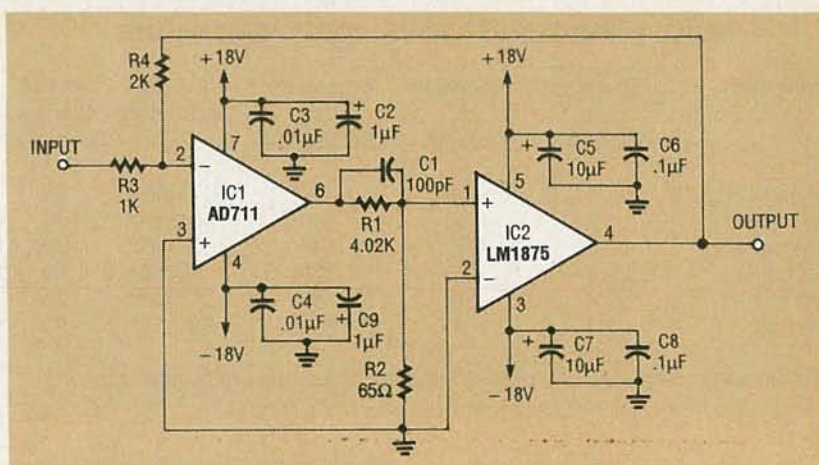 +18V
+18V
R4
2K
C3
.01µF
+
C2
1µF
+
C5
10µF
C6
.1µF
INPUT
7
2
−
R3
1K
IC1
AD711
6
C1
100pF
5
1
+
R1
4.02K
IC2
LM1875
4
OUTPUT
3
+
4
2
−
3
C4
.01µF
C9
+
1µF
−18V
R2
65Ω
+
C7
10µF
C8
.1µF
−18V